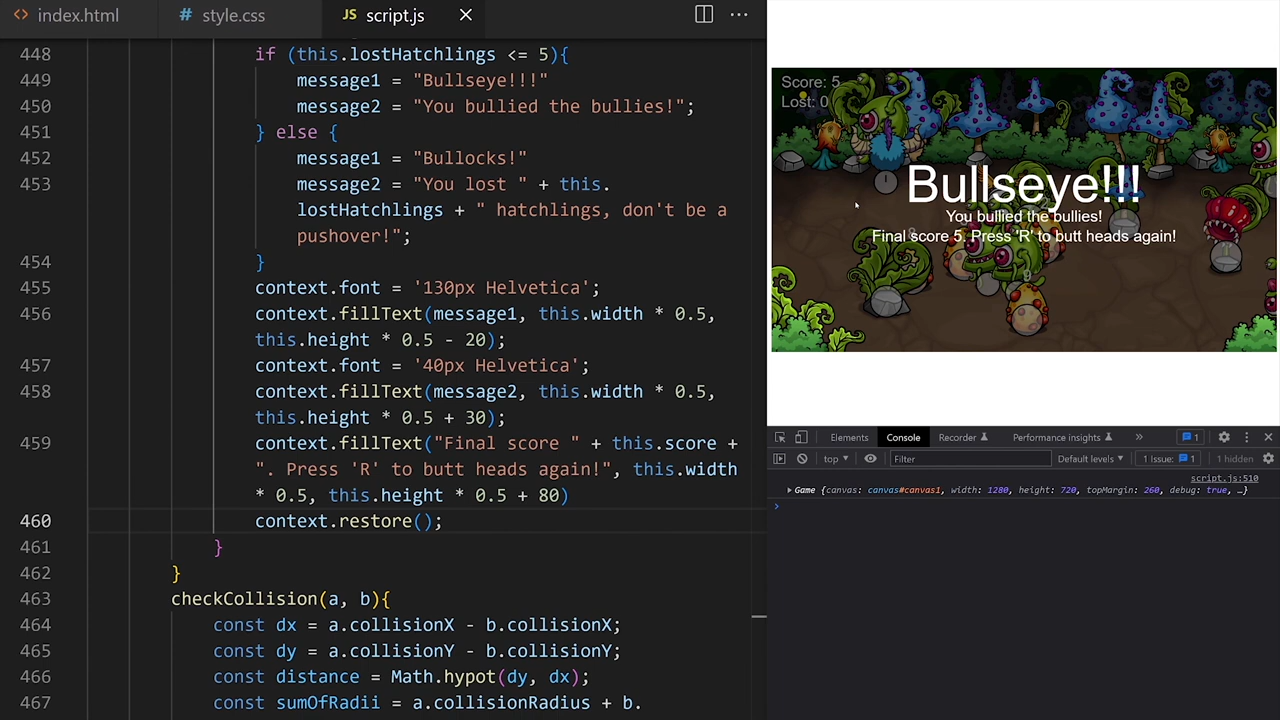 index.html
style.css
script.js
448 if (this.lostHatchlings <= 5){
449 message1 = "Bullseye!!!"
450 message2 = "You bullied the bullies!";
451 } else {
452 message1 = "Bullocks!"
453 message2 = "You lost " + this.
lostHatchlings + " hatchlings, don't be a
pushover!";
454 }
455 context.font = '130px Helvetica';
456 context.fillText(message1, this.width * 0.5,
this.height * 0.5 - 20);
457 context.font = '40px Helvetica';
458 context.fillText(message2, this.width * 0.5,
this.height * 0.5 + 30);
459 context.fillText("Final score " + this.score +
". Press 'R' to butt heads again!", this.width
* 0.5, this.height * 0.5 + 80)
460 context.restore();
461 }
462 }
463 checkCollision(a, b){
464 const dx = a.collisionX - b.collisionX;
465 const dy = a.collisionY - b.collisionY;
466 const distance = Math.hypot(dy, dx);
467 const sumOfRadii = a.collisionRadius + b.
Score: 5
Lost: 0
Bullseye!!!
You bullied the bullies!
Final score 5. Press 'R' to butt heads again!
Elements Console Recorder Performance insights » 1
top Filter Default levels 1 Issue: 1 1 hidden
script.js:510
Game {canvas: canvas#canvas1, width: 1280, height: 720, topMargin: 260, debug: true, …}